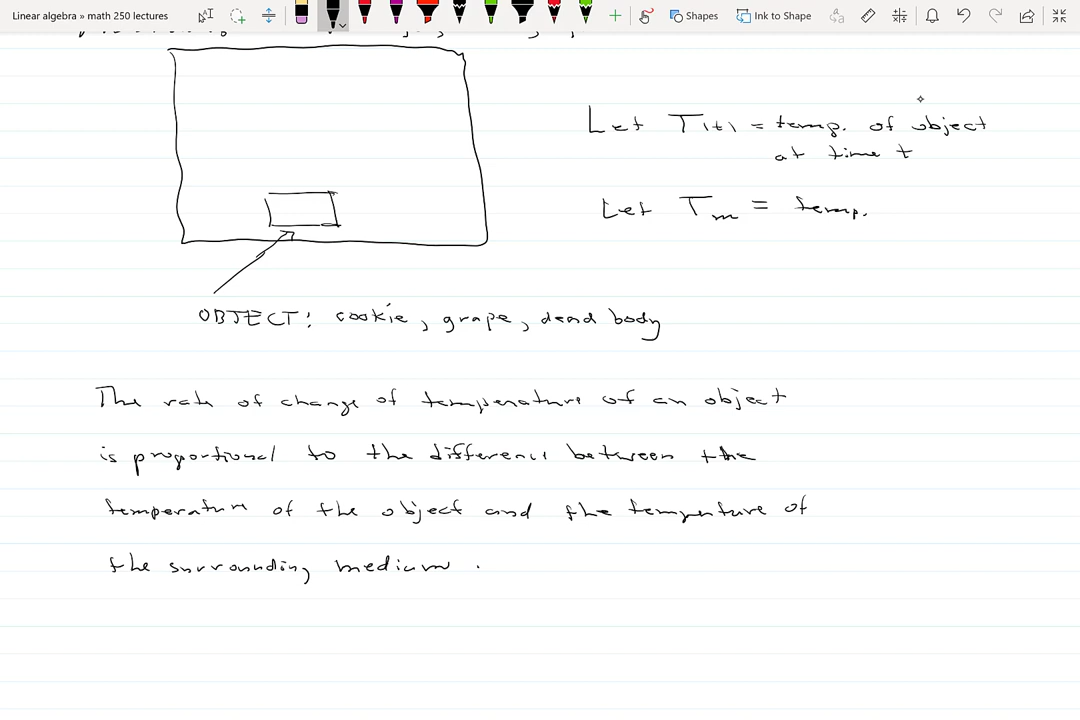 Linear algebra » math 250 lectures
Shapes
Ink to Shape
Let T(t) = temp. of object
at time t
Let Tm = temp.
OBJECT: cookie, grape, dead body
The rate of change of temperature of an object
is proportional to the difference between the
temperature of the object and the temperture of
the surrounding medium.